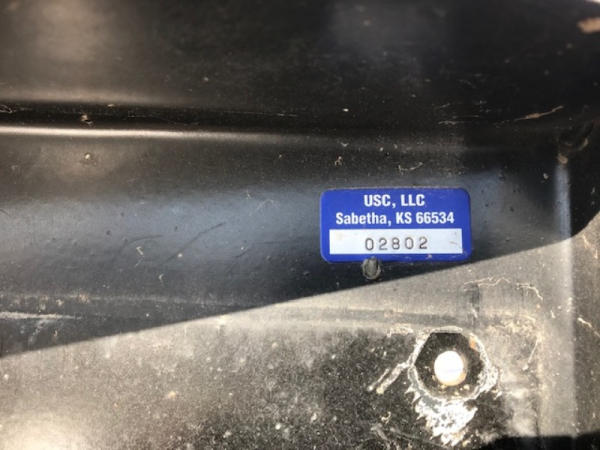 USC, LLC
Sabetha, KS 66534
02802